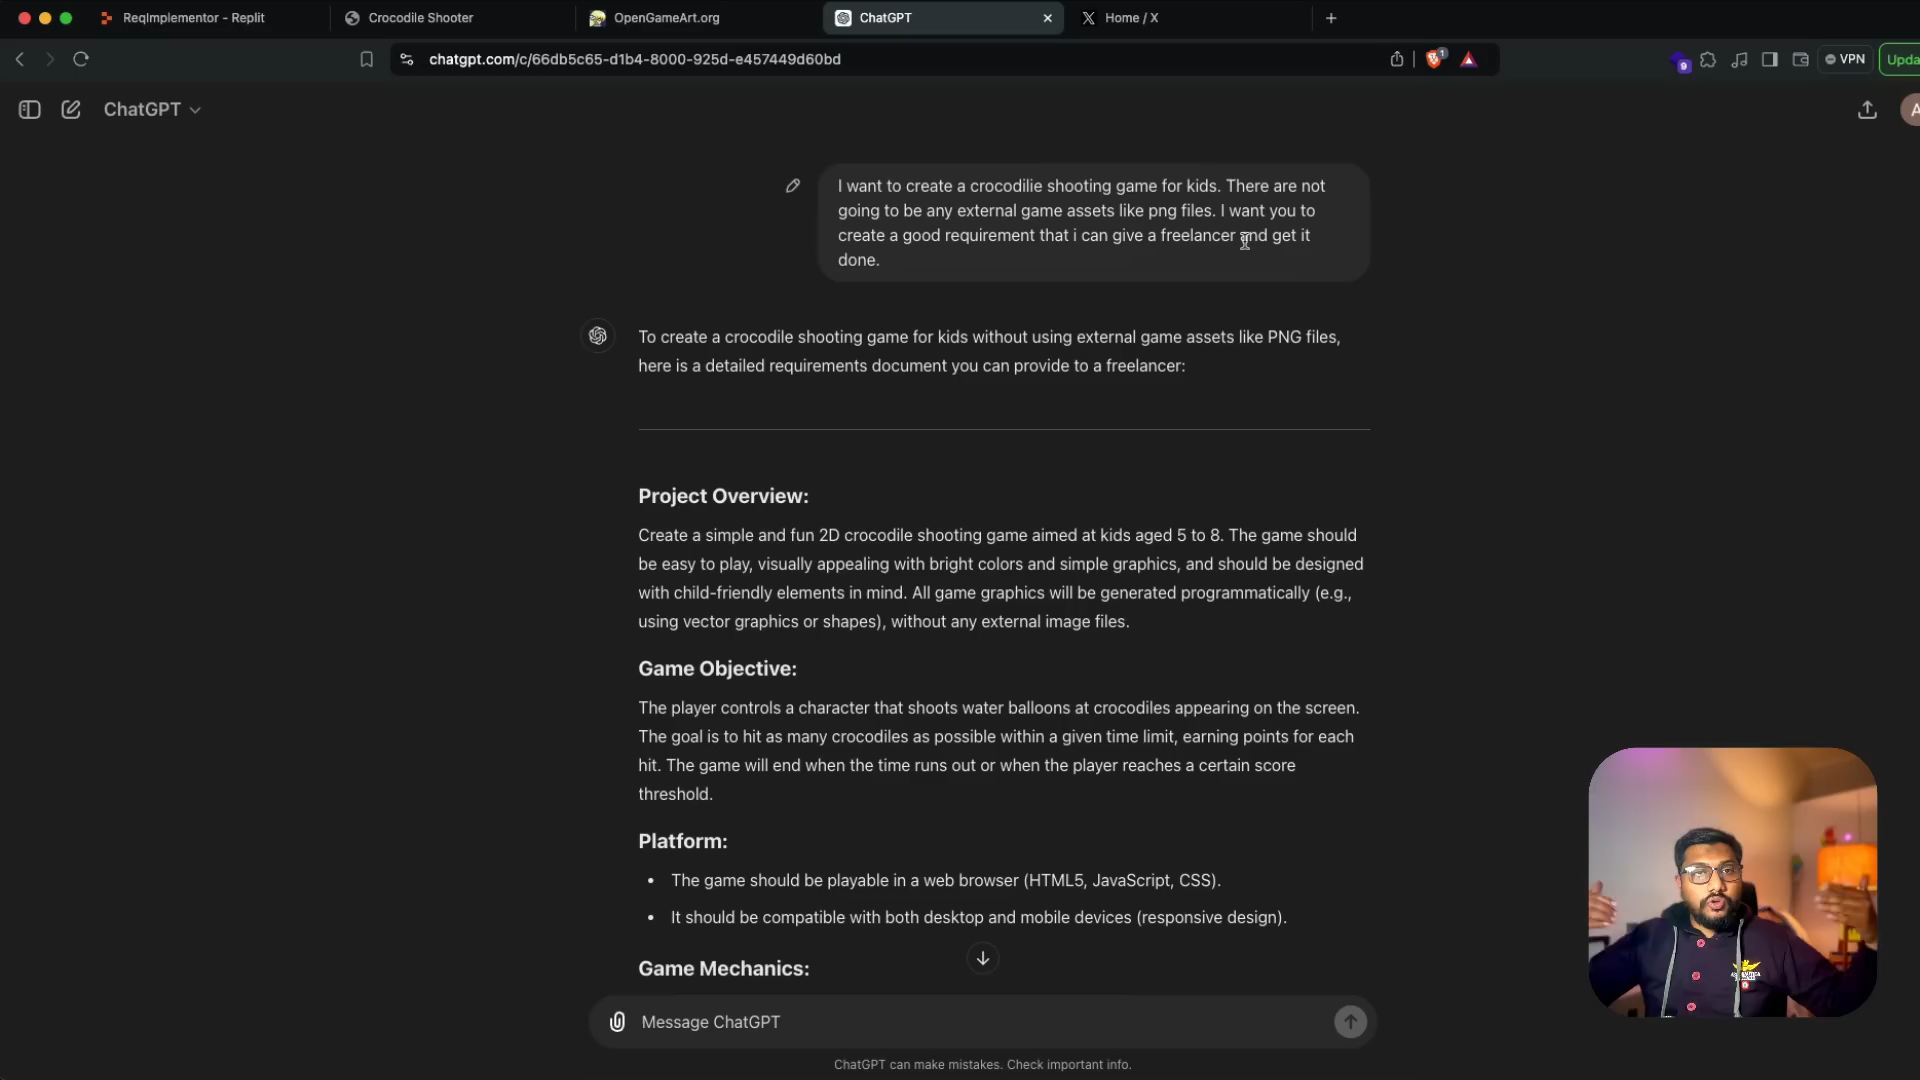 ReqImplementor - Replit
Crocodile Shooter
OpenGameArt.org
ChatGPT
Home / X
chatgpt.com/c/66db5c65-d1b4-8000-925d-e457449d60bd
1
9
VPN
Upda
ChatGPT
A
I want to create a crocodilie shooting game for kids. There are not
going to be any external game assets like png files. I want you to
create a good requirement that i can give a freelancer and get it
done.
To create a crocodile shooting game for kids without using external game assets like PNG files,
here is a detailed requirements document you can provide to a freelancer:
Project Overview:
Create a simple and fun 2D crocodile shooting game aimed at kids aged 5 to 8. The game should
be easy to play, visually appealing with bright colors and simple graphics, and should be designed
with child-friendly elements in mind. All game graphics will be generated programmatically (e.g.,
using vector graphics or shapes), without any external image files.
Game Objective:
The player controls a character that shoots water balloons at crocodiles appearing on the screen.
The goal is to hit as many crocodiles as possible within a given time limit, earning points for each
hit. The game will end when the time runs out or when the player reaches a certain score
threshold.
Platform:
• The game should be playable in a web browser (HTML5, JavaScript, CSS).
• It should be compatible with both desktop and mobile devices (responsive design).
Game Mechanics:
Message ChatGPT
ChatGPT can make mistakes. Check important info.